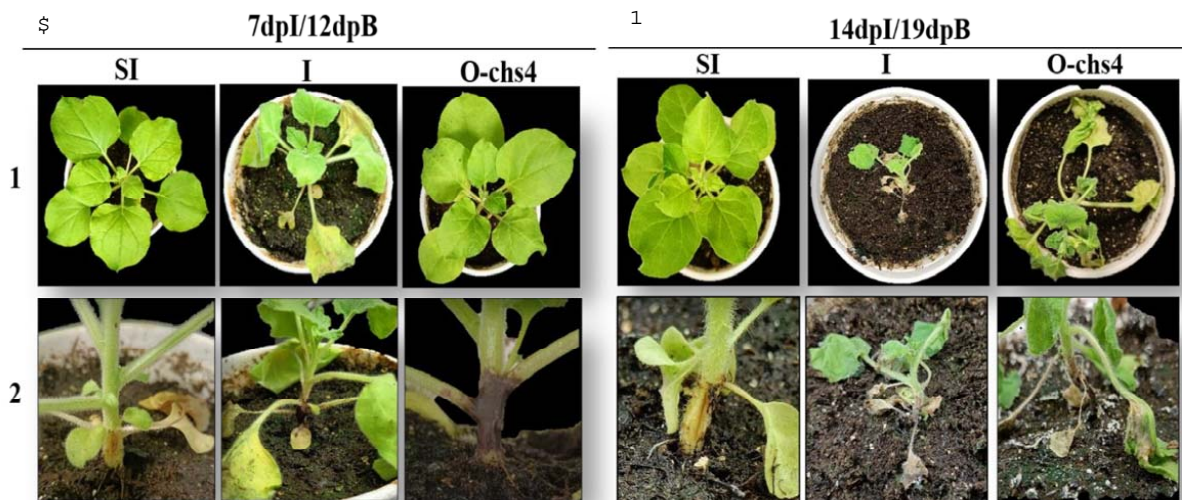 $ 7dpI/12dpB
SI I O-chs4
1
2
1 14dpI/19dpB
SI I O-chs4